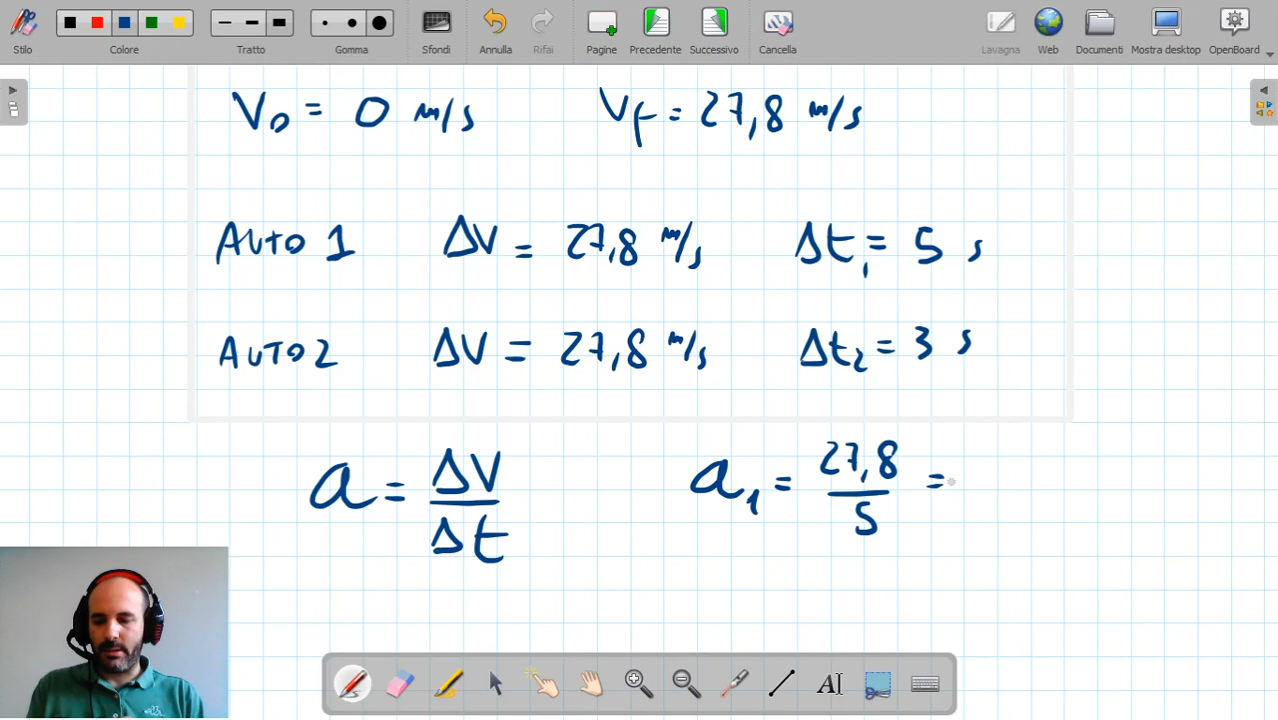 Stilo Colore Tratto Gomma Sfondi Annulla Rifai Pagine Precedente Successivo Cancella Lavagna Web Documenti Mostra desktop OpenBoard
V₀ = 0 m/s Vf = 27,8 m/s
AUTO 1 ΔV = 27,8 m/s Δt₁ = 5 s
AUTO 2 ΔV = 27,8 m/s Δt₂ = 3 s
a = ΔV/Δt a₁ = 27,8/5 =
AI